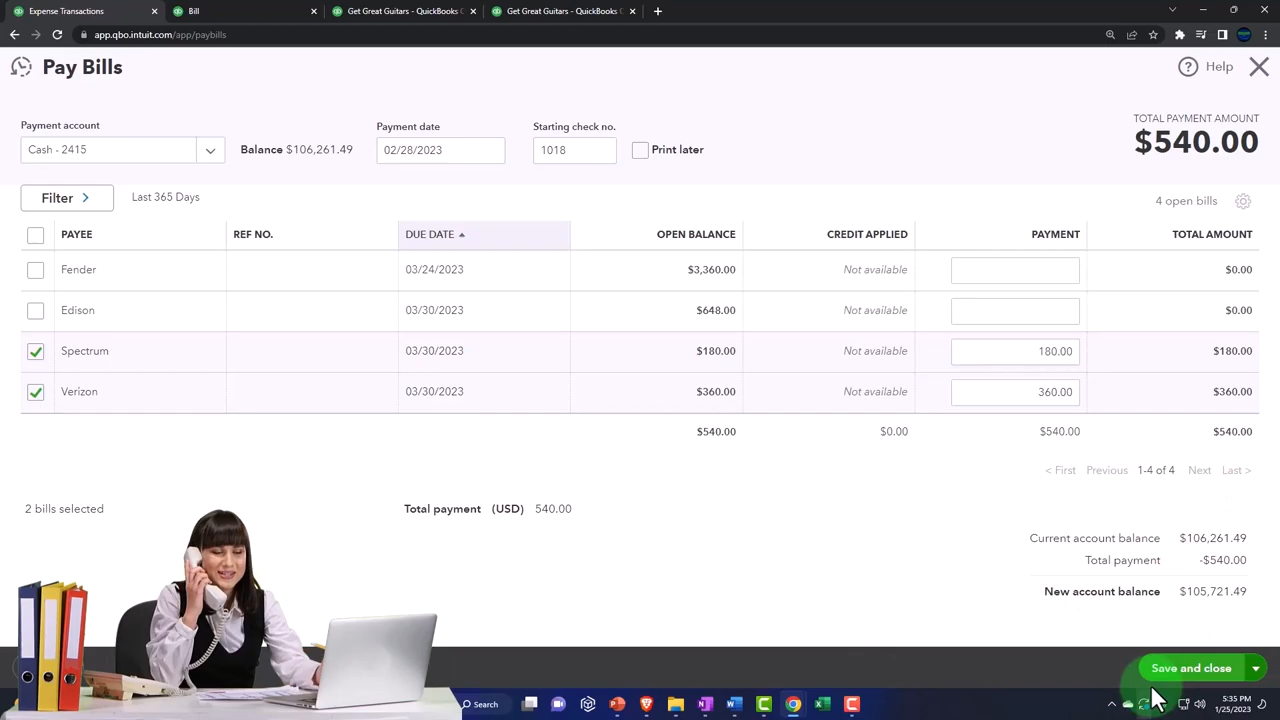 Expense Transactions
Bill
Get Great Guitars - QuickBooks C
Get Great Guitars - QuickBooks C
app.qbo.intuit.com/app/paybills
Pay Bills
Help
Payment account
Cash - 2415
Balance $106,261.49
Payment date
02/28/2023
Starting check no.
1018
Print later
TOTAL PAYMENT AMOUNT
$540.00
Filter
Last 365 Days
4 open bills
PAYEE REF NO. DUE DATE OPEN BALANCE CREDIT APPLIED PAYMENT TOTAL AMOUNT
Fender 03/24/2023 $3,360.00 Not available $0.00
Edison 03/30/2023 $648.00 Not available $0.00
Spectrum 03/30/2023 $180.00 Not available 180.00 $180.00
Verizon 03/30/2023 $360.00 Not available 360.00 $360.00
$540.00 $0.00 $540.00 $540.00
< First Previous 1-4 of 4 Next Last >
2 bills selected
Total payment (USD) 540.00
Current account balance $106,261.49
Total payment -$540.00
New account balance $105,721.49
Save and close
Search
5:35 PM
1/25/2023